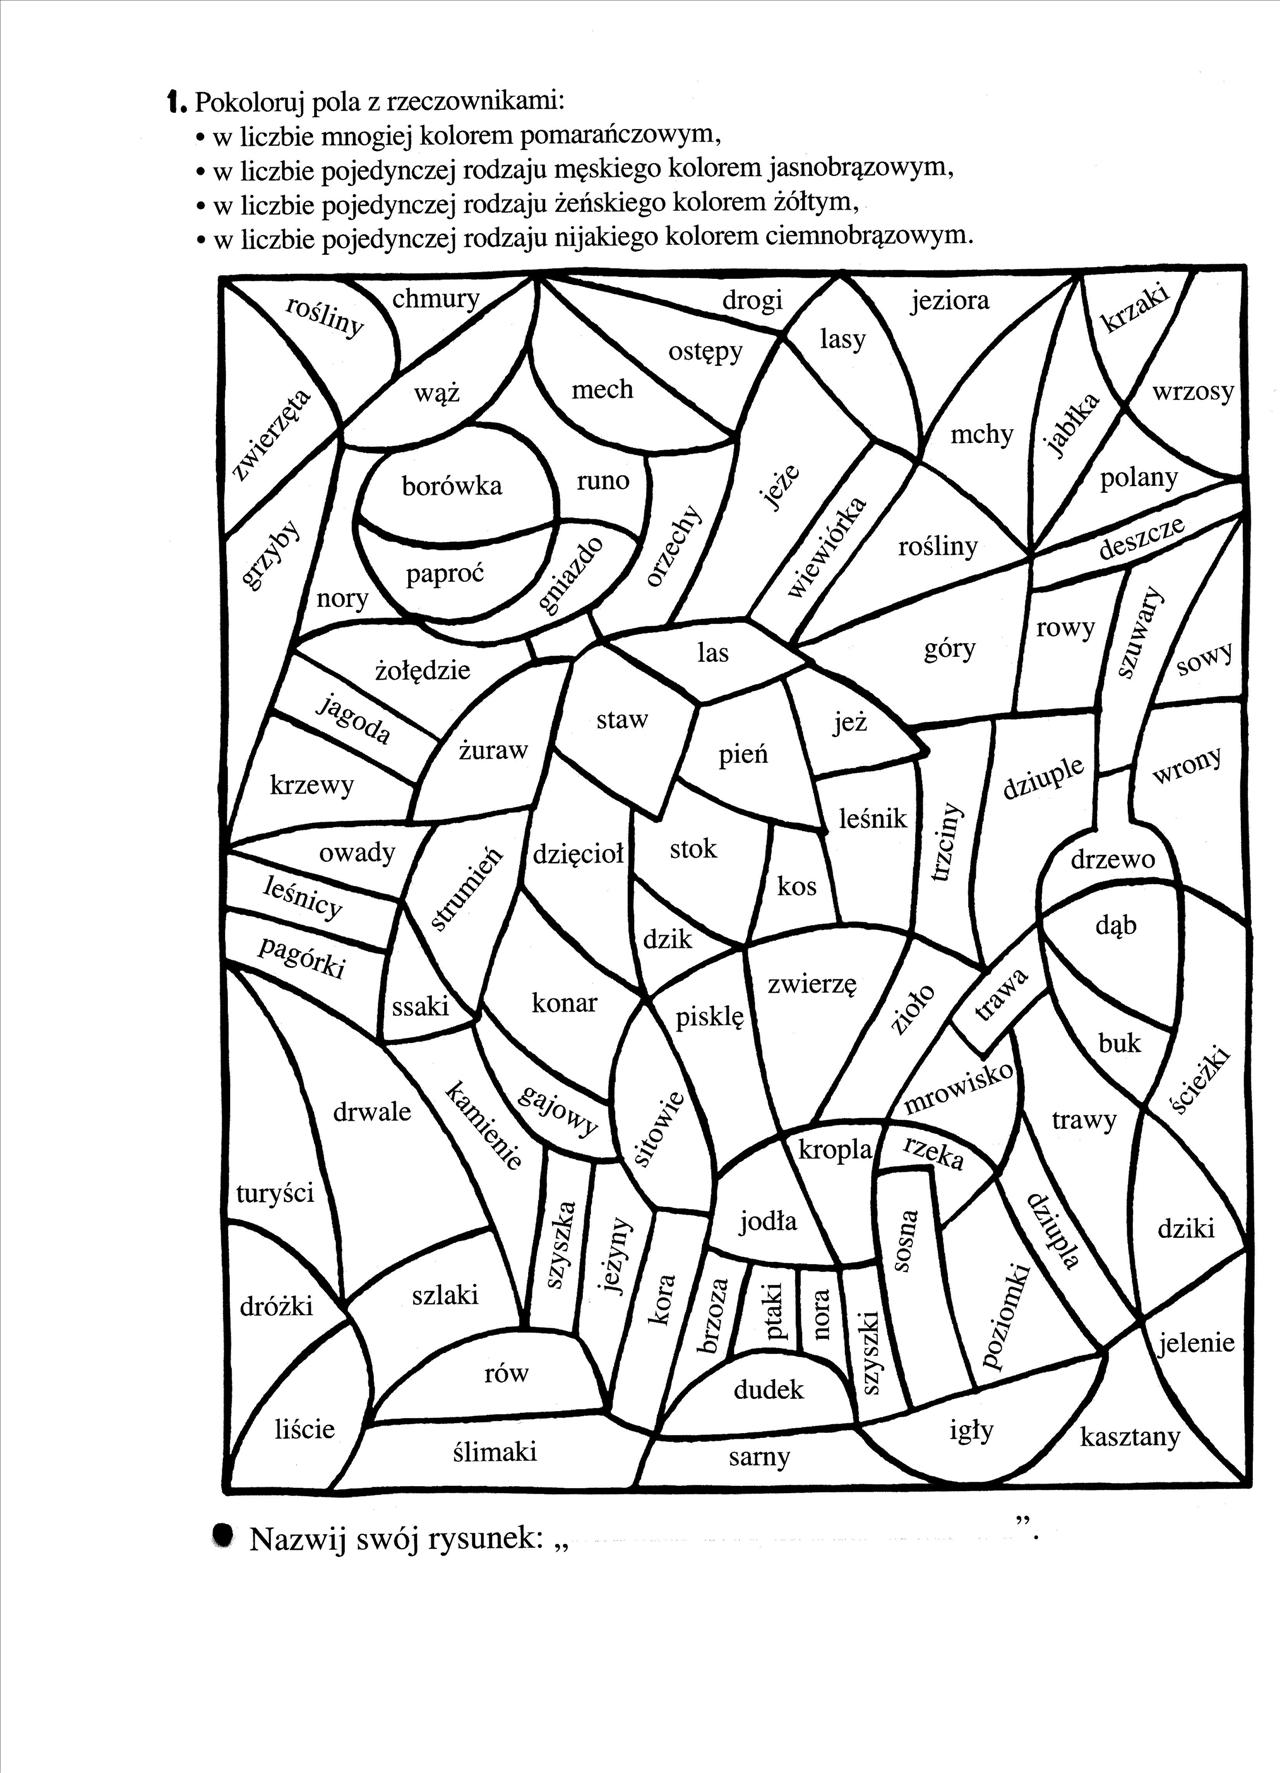 1. Pokoloruj pola z rzeczownikami:
• w liczbie mnogiej kolorem pomarańczowym,
• w liczbie pojedynczej rodzaju męskiego kolorem jasnobrązowym,
• w liczbie pojedynczej rodzaju żeńskiego kolorem żółtym,
• w liczbie pojedynczej rodzaju nijakiego kolorem ciemnobrązowym.
rośliny
chmury
drogi
jeziora
krzaki
lasy
ostępy
wąż
mech
wrzosy
zwierzęta
mchy
jabłka
borówka
runo
jeże
polany
grzyby
paproć
gniazdo
orzechy
wiewiórka
rośliny
deszcze
nory
żołędzie
las
góry
rowy
szuwary
sowy
jagoda
żuraw
staw
pień
jeż
krzewy
dziuple
wrony
leśnik
trzciny
owady
strumień
dzięcioł
stok
kos
drzewo
leśnicy
pagórki
dzik
dąb
ssaki
konar
pisklę
zwierzę
zioło
trawa
buk
ścieżki
drwale
kamienie
gajowy
sitowie
mrowisko
trawy
kropla
rzeka
turyści
szyszka
jeżyny
jodła
sosna
dziupla
dziki
dróżki
szlaki
kora
brzoza
ptaki
nora
szyszki
poziomki
jelenie
rów
dudek
liście
ślimaki
sarny
igły
kasztany
● Nazwij swój rysunek: „ ”.